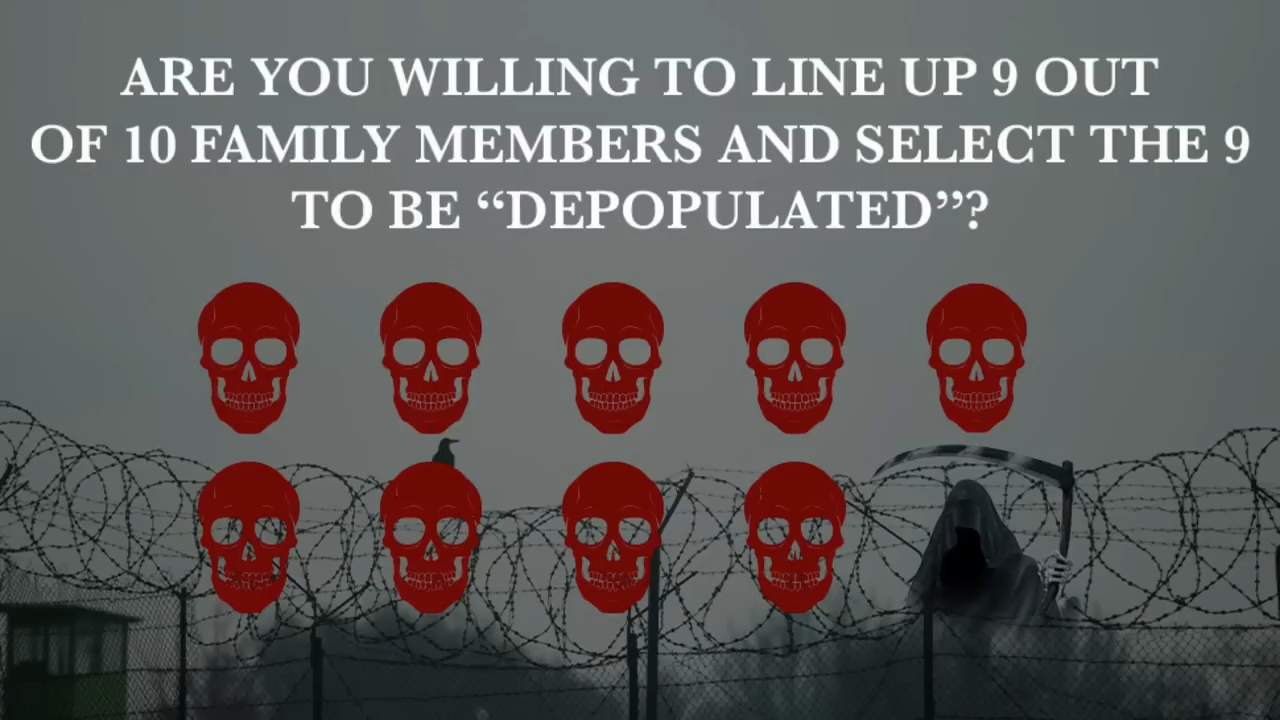 ARE YOU WILLING TO LINE UP 9 OUT
OF 10 FAMILY MEMBERS AND SELECT THE 9
TO BE “DEPOPULATED”?